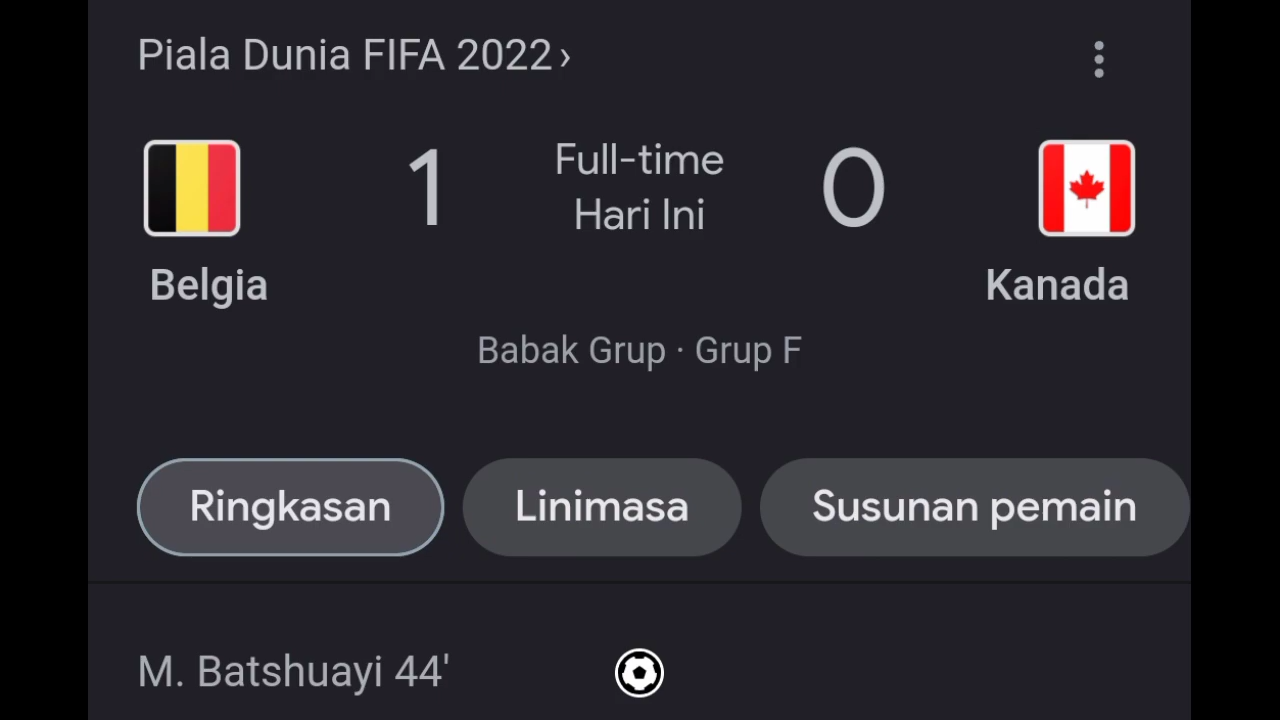 Piala Dunia FIFA 2022 ›
1 Full-time 0
Hari Ini
Belgia Kanada
Babak Grup · Grup F
Ringkasan Linimasa Susunan pemain
M. Batshuayi 44'